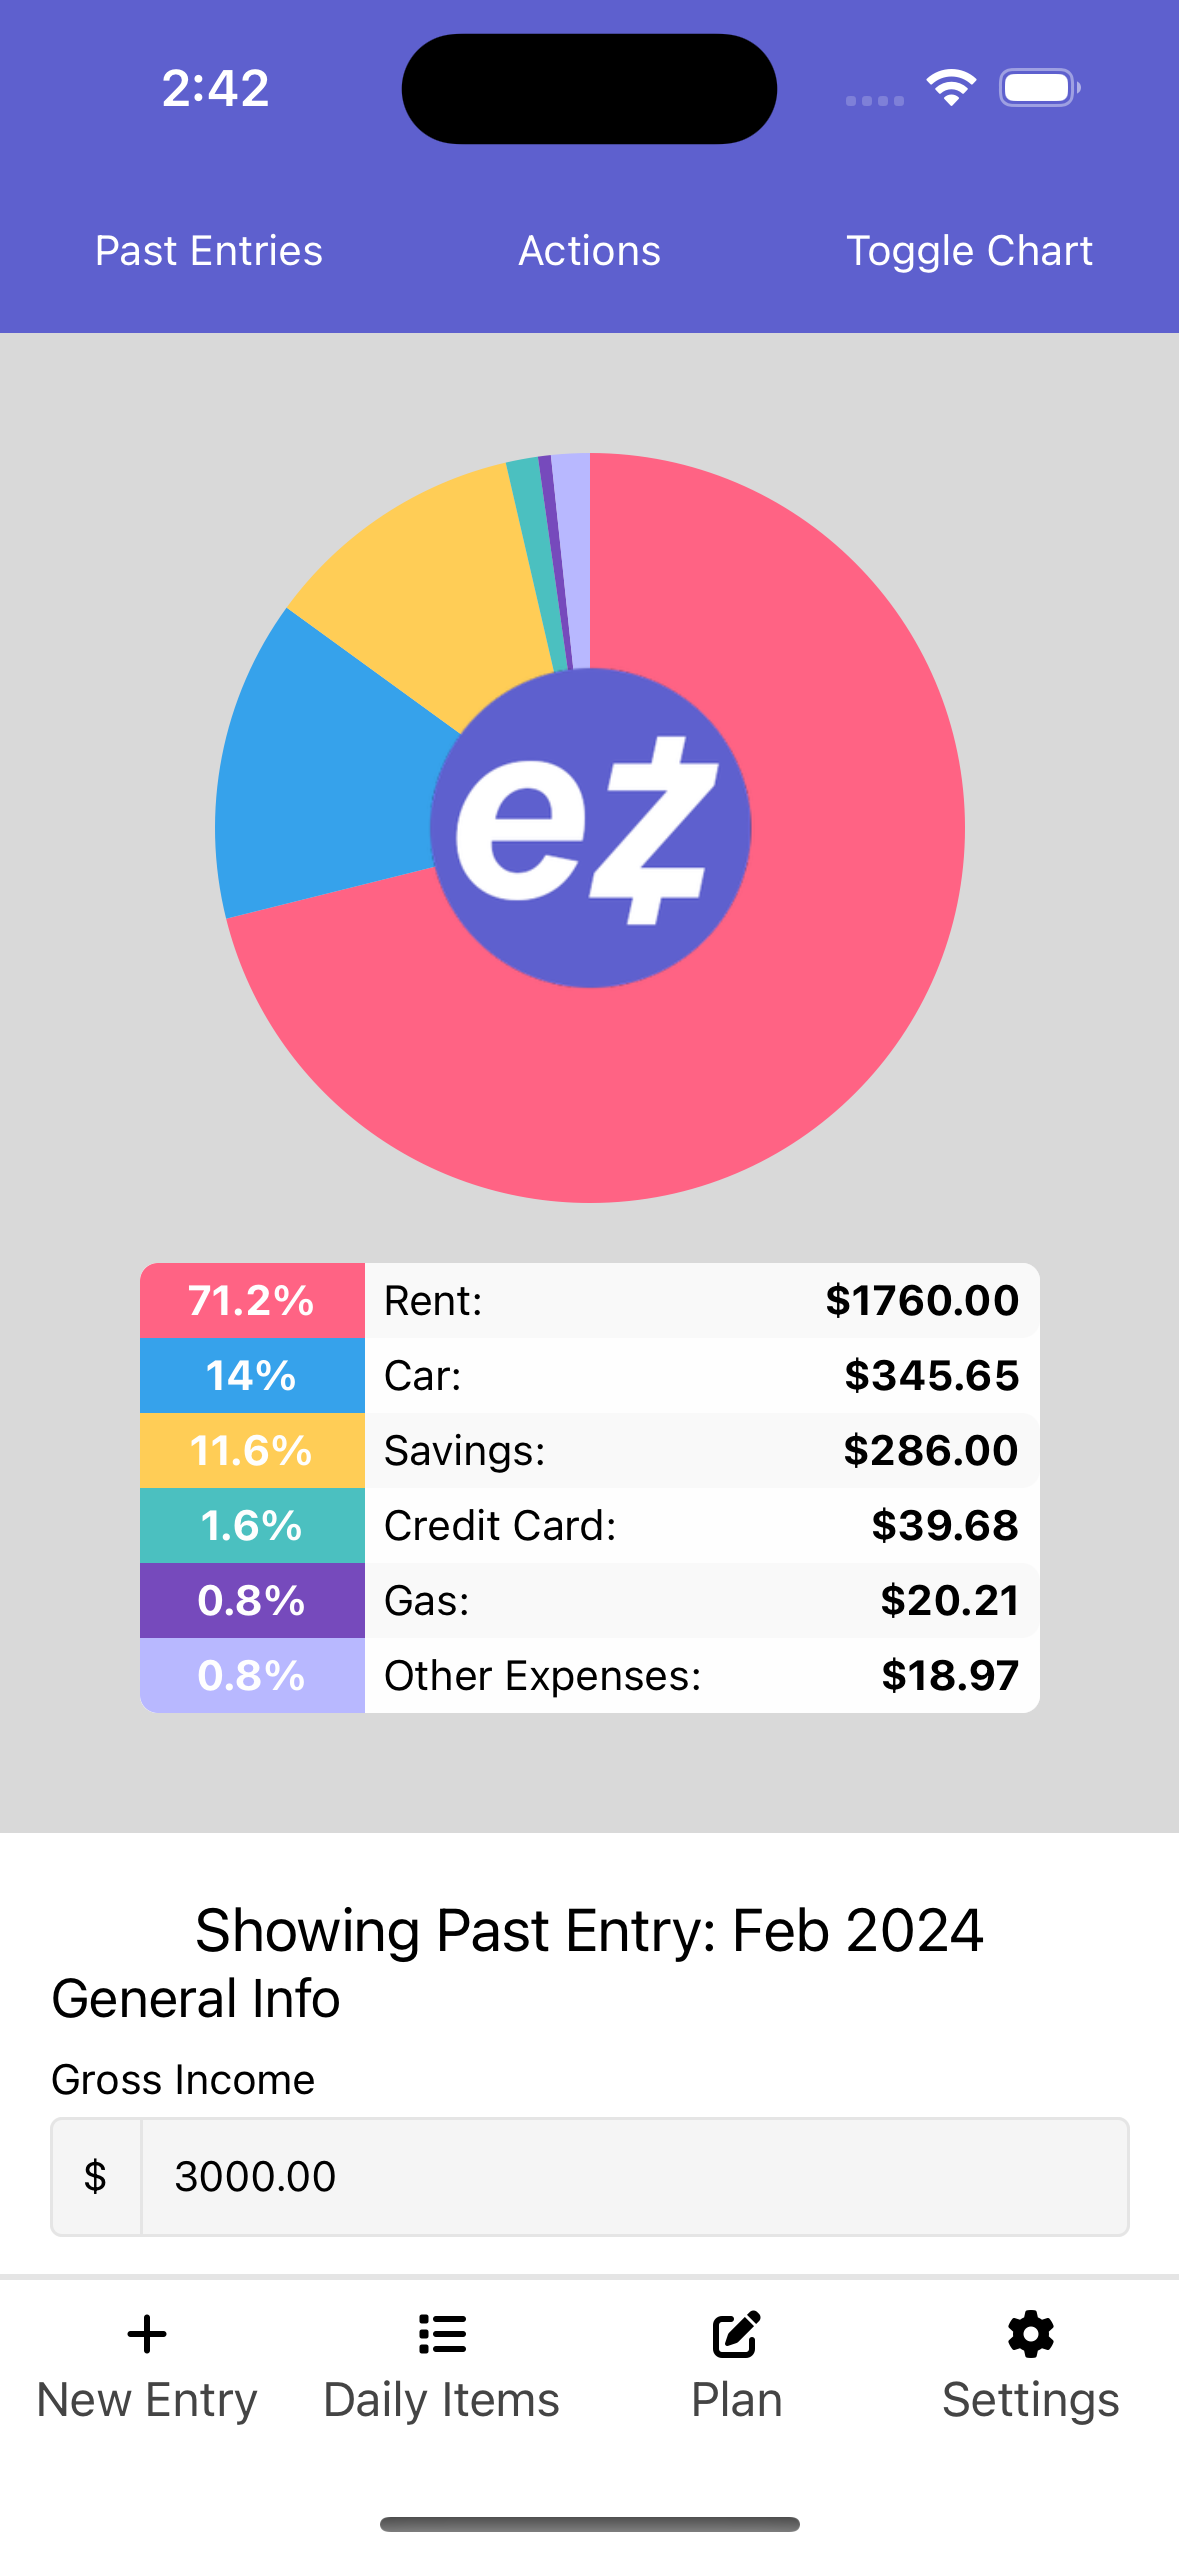 2:42
Past Entries Actions Toggle Chart
eż
71.2% Rent: $1760.00
14% Car: $345.65
11.6% Savings: $286.00
1.6% Credit Card: $39.68
0.8% Gas: $20.21
0.8% Other Expenses: $18.97
Showing Past Entry: Feb 2024
General Info
Gross Income
$ 3000.00
New Entry Daily Items Plan Settings